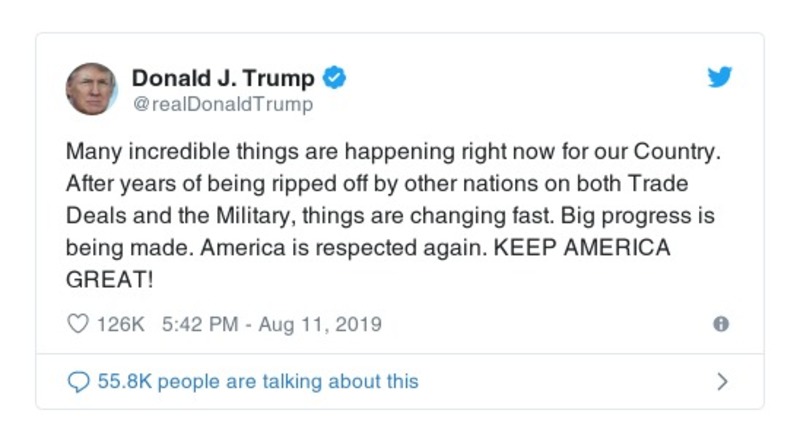 Donald J. Trump
@realDonaldTrump
Many incredible things are happening right now for our Country.
After years of being ripped off by other nations on both Trade
Deals and the Military, things are changing fast. Big progress is
being made. America is respected again. KEEP AMERICA
GREAT!
126K 5:42 PM - Aug 11, 2019
55.8K people are talking about this